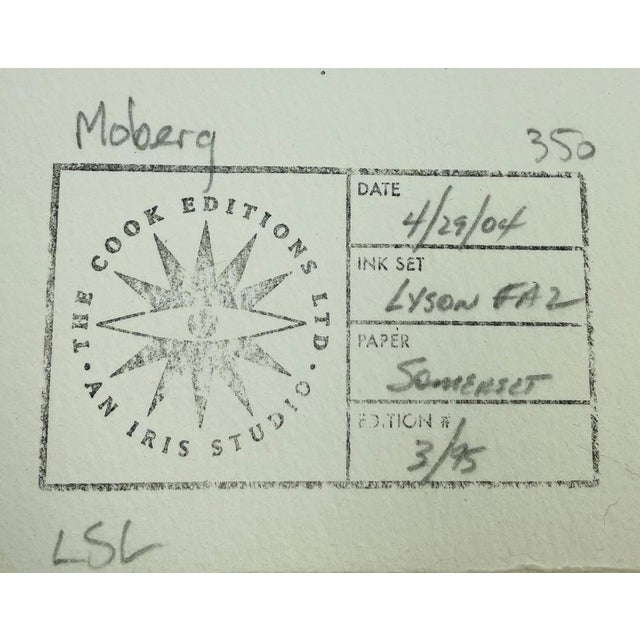 Moberg
350
THE COOK EDITIONS LTD.
AN IRIS STUDIO
DATE
4/29/04
INK SET
LYSON FA2
PAPER
SOMERSET
EDITION #
3/95
LSL